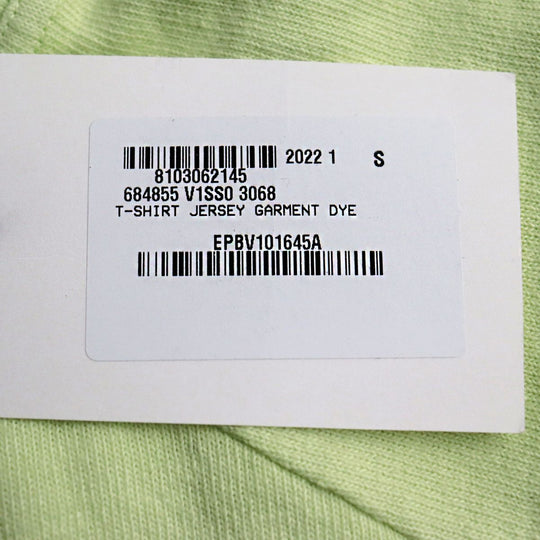 2022 1 S
8103062145
684855 V1SS0 3068
T-SHIRT JERSEY GARMENT DYE
EPBV101645A